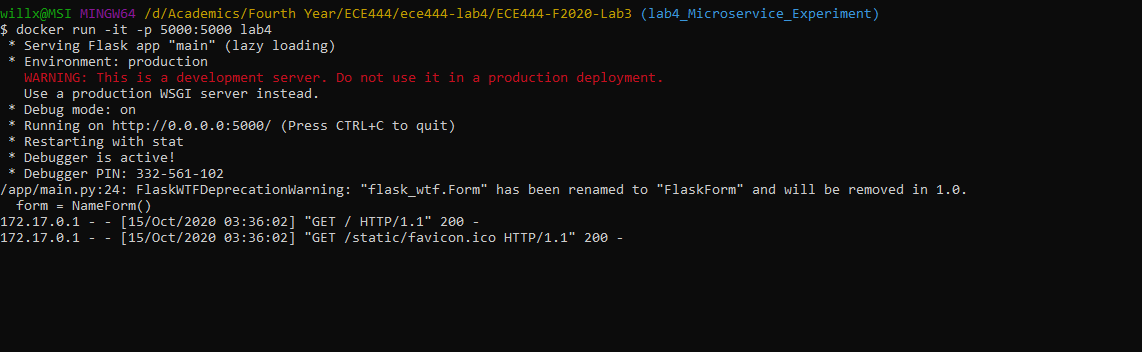 willx@MSI MINGW64 /d/Academics/Fourth Year/ECE444/ece444-lab4/ECE444-F2020-Lab3 (lab4_Microservice_Experiment)
$ docker run -it -p 5000:5000 lab4
 * Serving Flask app "main" (lazy loading)
 * Environment: production
   WARNING: This is a development server. Do not use it in a production deployment.
   Use a production WSGI server instead.
 * Debug mode: on
 * Running on http://0.0.0.0:5000/ (Press CTRL+C to quit)
 * Restarting with stat
 * Debugger is active!
 * Debugger PIN: 332-561-102
/app/main.py:24: FlaskWTFDeprecationWarning: "flask_wtf.Form" has been renamed to "FlaskForm" and will be removed in 1.0.
  form = NameForm()
172.17.0.1 - - [15/Oct/2020 03:36:02] "GET / HTTP/1.1" 200 -
172.17.0.1 - - [15/Oct/2020 03:36:02] "GET /static/favicon.ico HTTP/1.1" 200 -